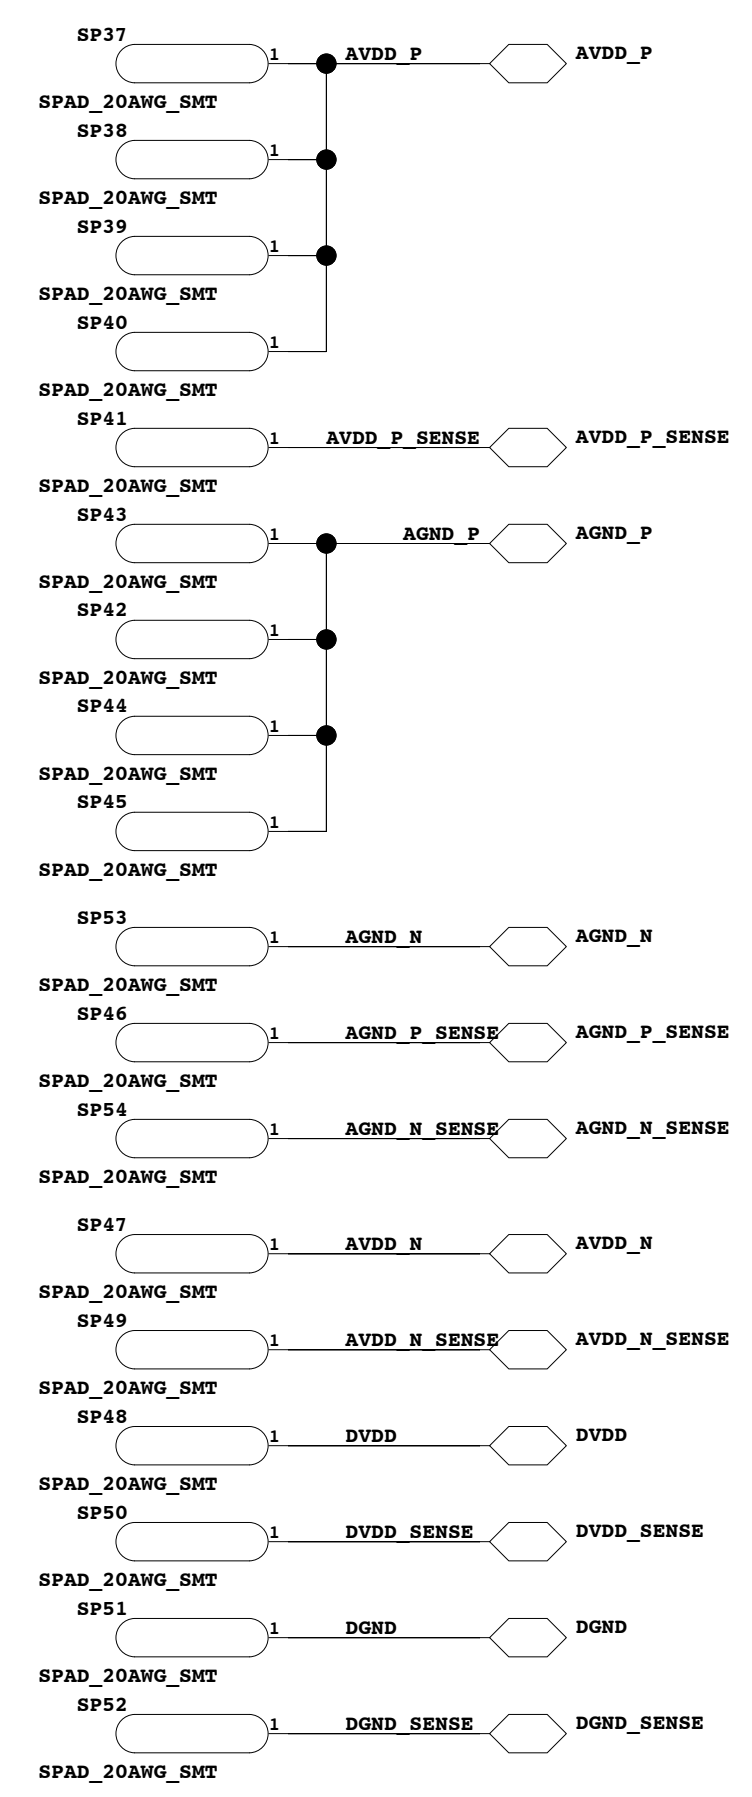 SP37
1 AVDD_P AVDD_P
SPAD_20AWG_SMT
SP38
1
SPAD_20AWG_SMT
SP39
1
SPAD_20AWG_SMT
SP40
1
SPAD_20AWG_SMT
SP41
1 AVDD_P_SENSE AVDD_P_SENSE
SPAD_20AWG_SMT
SP43
1 AGND_P AGND_P
SPAD_20AWG_SMT
SP42
1
SPAD_20AWG_SMT
SP44
1
SPAD_20AWG_SMT
SP45
1
SPAD_20AWG_SMT
SP53
1 AGND_N AGND_N
SPAD_20AWG_SMT
SP46
1 AGND_P_SENSE AGND_P_SENSE
SPAD_20AWG_SMT
SP54
1 AGND_N_SENSE AGND_N_SENSE
SPAD_20AWG_SMT
SP47
1 AVDD_N AVDD_N
SPAD_20AWG_SMT
SP49
1 AVDD_N_SENSE AVDD_N_SENSE
SPAD_20AWG_SMT
SP48
1 DVDD DVDD
SPAD_20AWG_SMT
SP50
1 DVDD_SENSE DVDD_SENSE
SPAD_20AWG_SMT
SP51
1 DGND DGND
SPAD_20AWG_SMT
SP52
1 DGND_SENSE DGND_SENSE
SPAD_20AWG_SMT